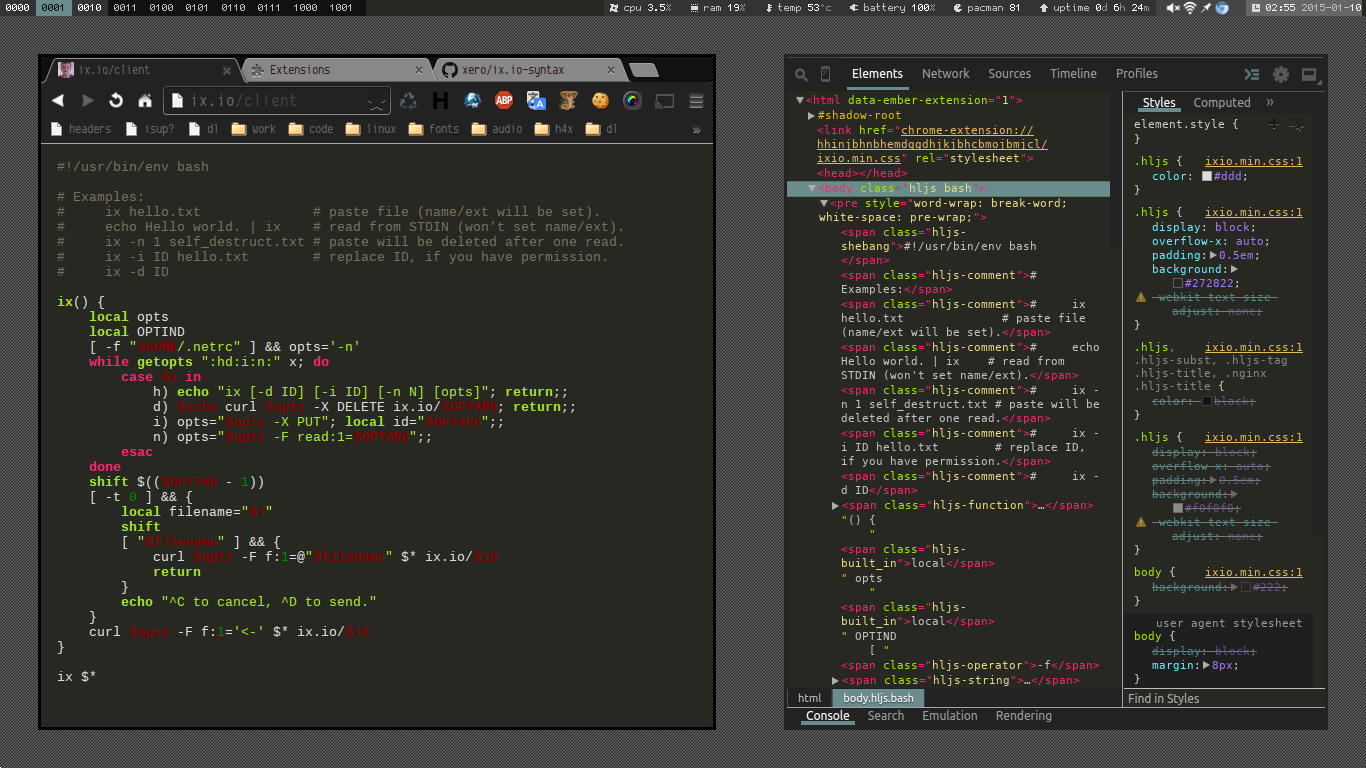 0000 0001 0010 0011 0100 0101 0110 0111 1000 1001
cpu 3.5% ram 19% temp 53°c battery 100% pacman 81 uptime 0d 6h 24m 02:55 2015-01-10
ix.io/client Extensions xero/ix.io-syntax
ix.io/client
ABP
headers isup? dl work code linux fonts audio h4x dl »
#!/usr/bin/env bash
# Examples:
#     ix hello.txt              # paste file (name/ext will be set).
#     echo Hello world. | ix    # read from STDIN (won't set name/ext).
#     ix -n 1 self_destruct.txt # paste will be deleted after one read.
#     ix -i ID hello.txt        # replace ID, if you have permission.
#     ix -d ID
ix() {
    local opts
    local OPTIND
    [ -f "$HOME/.netrc" ] && opts='-n'
    while getopts ":hd:i:n:" x; do
        case $x in
            h) echo "ix [-d ID] [-i ID] [-n N] [opts]"; return;;
            d) $echo curl $opts -X DELETE ix.io/$OPTARG; return;;
            i) opts="$opts -X PUT"; local id="$OPTARG";;
            n) opts="$opts -F read:1=$OPTARG";;
        esac
    done
    shift $(($OPTIND - 1))
    [ -t 0 ] && {
        local filename="$1"
        shift
        [ "$filename" ] && {
            curl $opts -F f:1=@"$filename" $* ix.io/$id
            return
        }
        echo "^C to cancel, ^D to send."
    }
    curl $opts -F f:1='<-' $* ix.io/$id
}
ix $*
Elements Network Sources Timeline Profiles
<html data-ember-extension="1">
#shadow-root
<link href="chrome-extension://
hhinjbhnbhemdgqdhjkjbhcbmojbmjcl/
ixio.min.css" rel="stylesheet">
<head></head>
<body class="hljs bash">
<pre style="word-wrap: break-word;
white-space: pre-wrap;">
<span class="hljs-
shebang">#!/usr/bin/env bash
</span>
<span class="hljs-comment">#
Examples:</span>
<span class="hljs-comment">#     ix
hello.txt              # paste file
(name/ext will be set).</span>
<span class="hljs-comment">#     echo
Hello world. | ix    # read from
STDIN (won't set name/ext).</span>
<span class="hljs-comment">#     ix -
n 1 self_destruct.txt # paste will be
deleted after one read.</span>
<span class="hljs-comment">#     ix -
i ID hello.txt        # replace ID,
if you have permission.</span>
<span class="hljs-comment">#     ix -
d ID</span>
<span class="hljs-function">…</span>
"() {
"
<span class="hljs-
built_in">local</span>
" opts
"
<span class="hljs-
built_in">local</span>
" OPTIND
[ "
<span class="hljs-operator">-f</span>
<span class="hljs-string">…</span>
html body.hljs.bash
Console Search Emulation Rendering
Styles Computed »
element.style {
}
.hljs { ixio.min.css:1
color: #ddd;
}
.hljs { ixio.min.css:1
display: block;
overflow-x: auto;
padding: 0.5em;
background:
#272822;
-webkit-text-size-
adjust: none;
}
.hljs, ixio.min.css:1
.hljs-subst, .hljs-tag
.hljs-title, .nginx
.hljs-title {
color: black;
}
.hljs { ixio.min.css:1
display: block;
overflow-x: auto;
padding: 0.5em;
background:
#f0f0f0;
-webkit-text-size-
adjust: none;
}
body { ixio.min.css:1
background: #222;
}
user agent stylesheet
body {
display: block;
margin: 8px;
}
Find in Styles